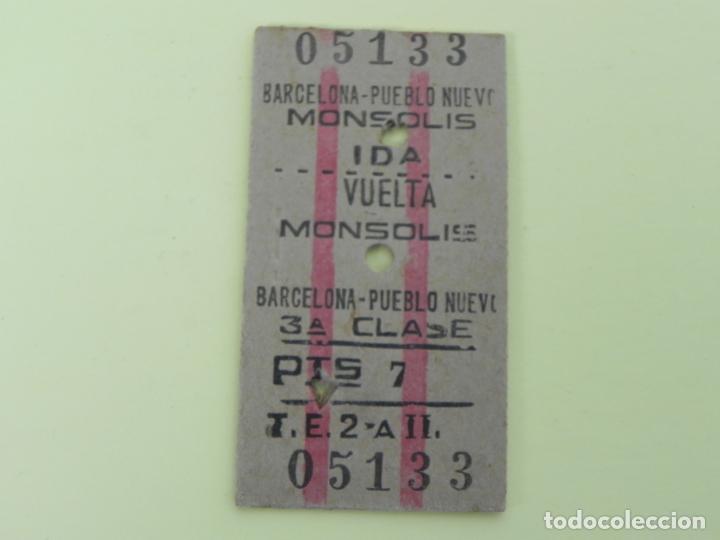 05133
BARCELONA-PUEBLO NUEVO
MONSOLIS
IDA
VUELTA
MONSOLIS
BARCELONA-PUEBLO NUEVO
3A CLASE
PTS 7
T.E.2-A II.
05133
todocoleccion.net